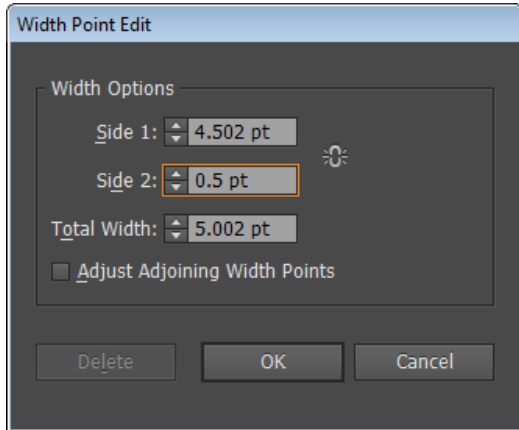 Width Point Edit
Width Options
Side 1: 4.502 pt
Side 2: 0.5 pt
Total Width: 5.002 pt
Adjust Adjoining Width Points
Delete OK Cancel